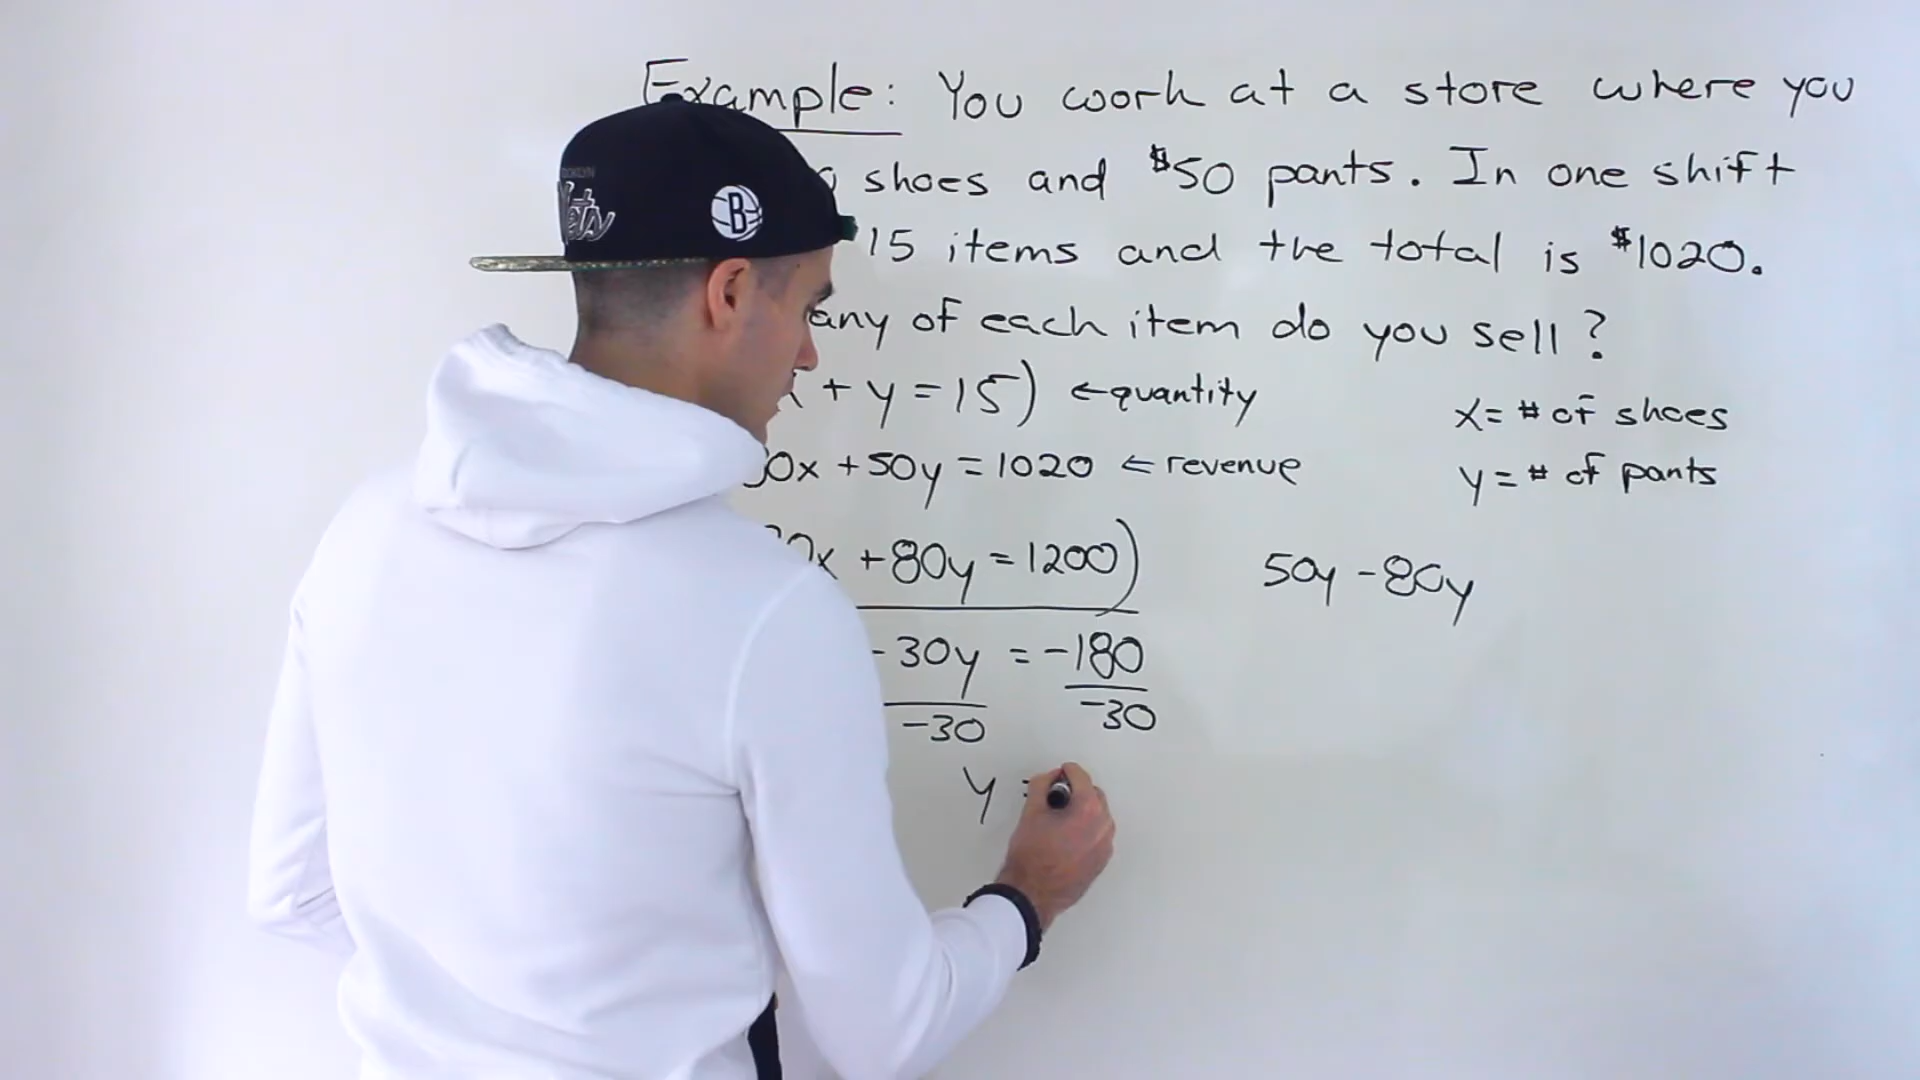 Example: You work at a store where you
shoes and $50 pants. In one shift
15 items and the total is $1020.
any of each item do you sell?
+ y = 15) ← quantity
x = # of shoes
0x + 50y = 1020 ← revenue
y = # of pants
0x + 80y = 1200)
50y - 80y
- 30y = -180
-30 -30
y =
Nets
B